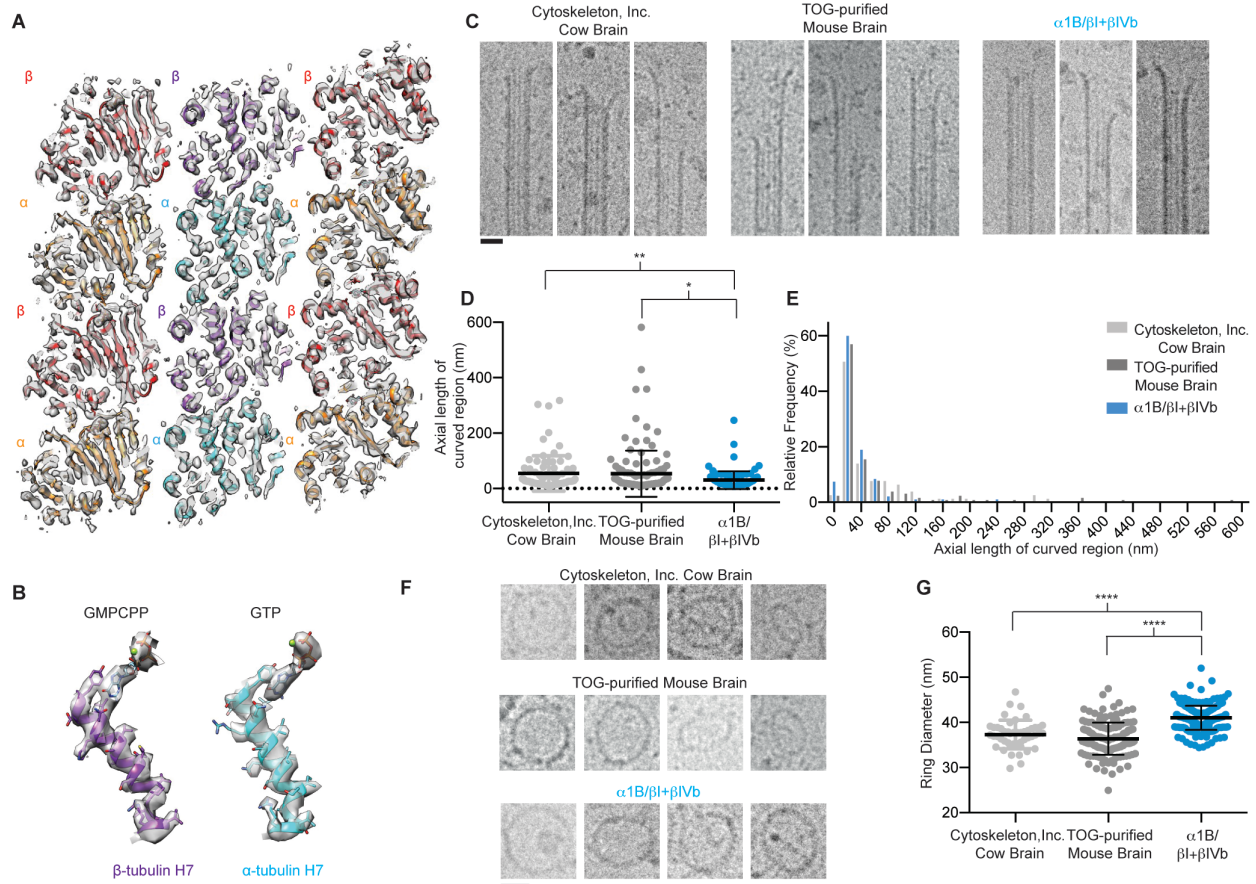 A
β
β
β
α
α
α
β
β
β
α
α
α
B
GMPCPP
GTP
β-tubulin H7
α-tubulin H7
C
Cytoskeleton, Inc.
Cow Brain
TOG-purified
Mouse Brain
α1B/βI+βIVb
D
**
*
Axial length of
curved region (nm)
600
400
200
0
Cytoskeleton,Inc.
Cow Brain
TOG-purified
Mouse Brain
α1B/
βI+βIVb
E
Relative Frequency (%)
60
40
20
0
0
40
80
120
160
200
240
280
320
360
400
440
480
520
560
600
Axial length of curved region (nm)
Cytoskeleton, Inc.
Cow Brain
TOG-purified
Mouse Brain
α1B/βI+βIVb
F
Cytoskeleton, Inc. Cow Brain
TOG-purified Mouse Brain
α1B/βI+βIVb
G
****
****
Ring Diameter (nm)
60
50
40
30
20
Cytoskeleton,Inc.
Cow Brain
TOG-purified
Mouse Brain
α1B/
βI+βIVb